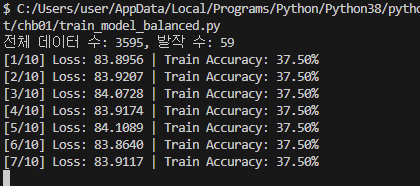 $ C:/Users/user/AppData/Local/Programs/Python/Python38/pytho
t/chb01/train_model_balanced.py
전체 데이터 수: 3595, 발작 수: 59
[1/10] Loss: 83.8956 | Train Accuracy: 37.50%
[2/10] Loss: 83.9207 | Train Accuracy: 37.50%
[3/10] Loss: 84.0728 | Train Accuracy: 37.50%
[4/10] Loss: 83.9174 | Train Accuracy: 37.50%
[5/10] Loss: 84.1089 | Train Accuracy: 37.50%
[6/10] Loss: 83.8640 | Train Accuracy: 37.50%
[7/10] Loss: 83.9117 | Train Accuracy: 37.50%